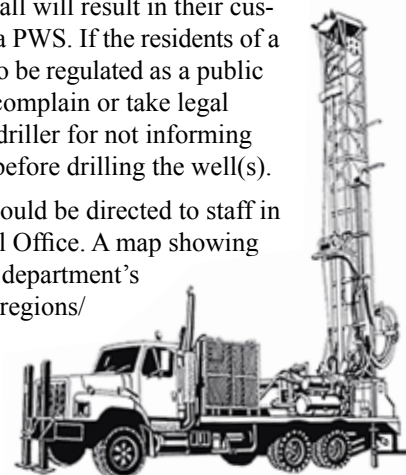 all will result in their cus-
a PWS. If the residents of a
o be regulated as a public
complain or take legal
driller for not informing
before drilling the well(s).
ould be directed to staff in
l Office. A map showing
department's
regions/